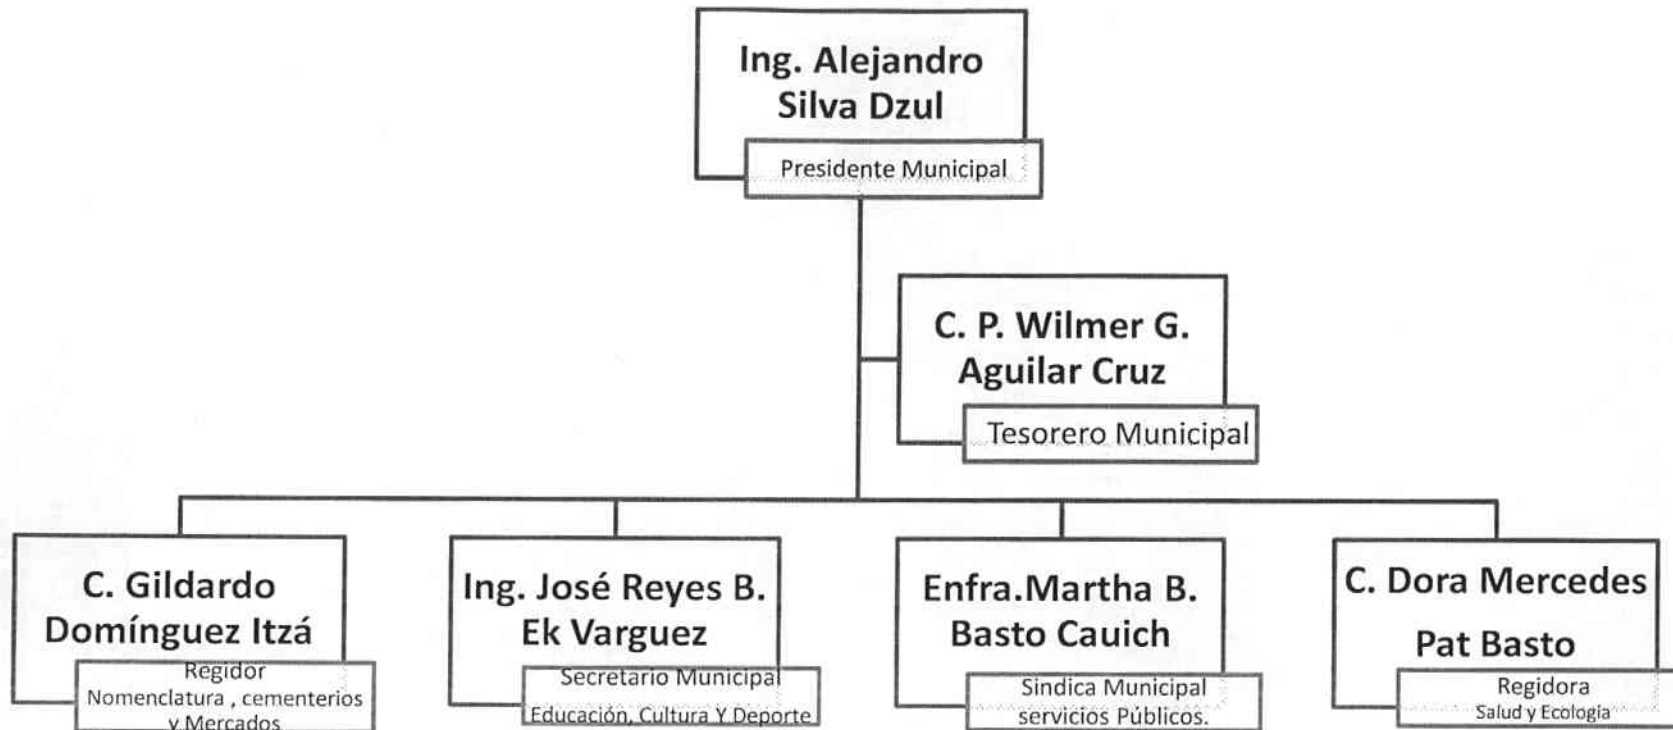 Ing. Alejandro
Silva Dzul
Presidente Municipal
C. P. Wilmer G.
Aguilar Cruz
Tesorero Municipal
C. Gildardo
Domínguez Itzá
Regidor
Nomenclatura , cementerios
y Mercados
Ing. José Reyes B.
Ek Varguez
Secretario Municipal
Educación, Cultura Y Deporte
Enfra.Martha B.
Basto Cauich
Sindica Municipal
servicios Públicos.
C. Dora Mercedes
Pat Basto
Regidora
Salud y Ecologia